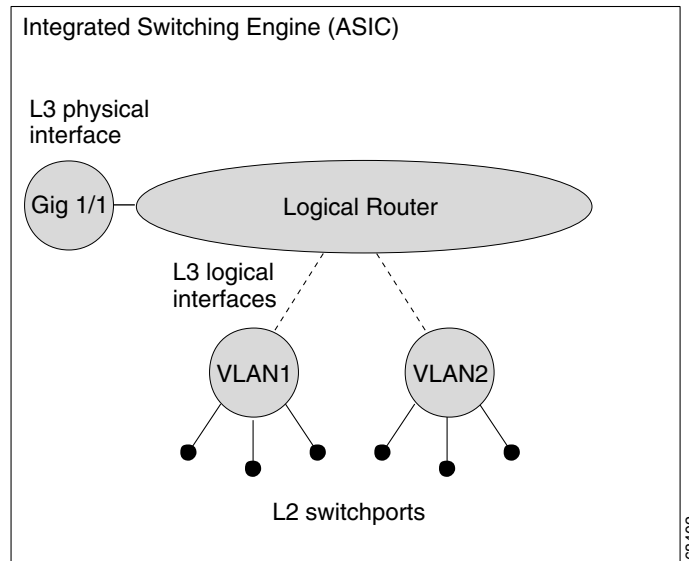 Integrated Switching Engine (ASIC)
L3 physical
interface
Gig 1/1
Logical Router
L3 logical
interfaces
VLAN1
VLAN2
L2 switchports